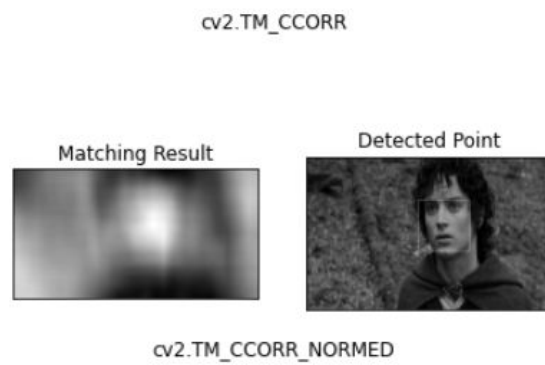 cv2.TM_CCORR
Matching Result
Detected Point
cv2.TM_CCORR_NORMED